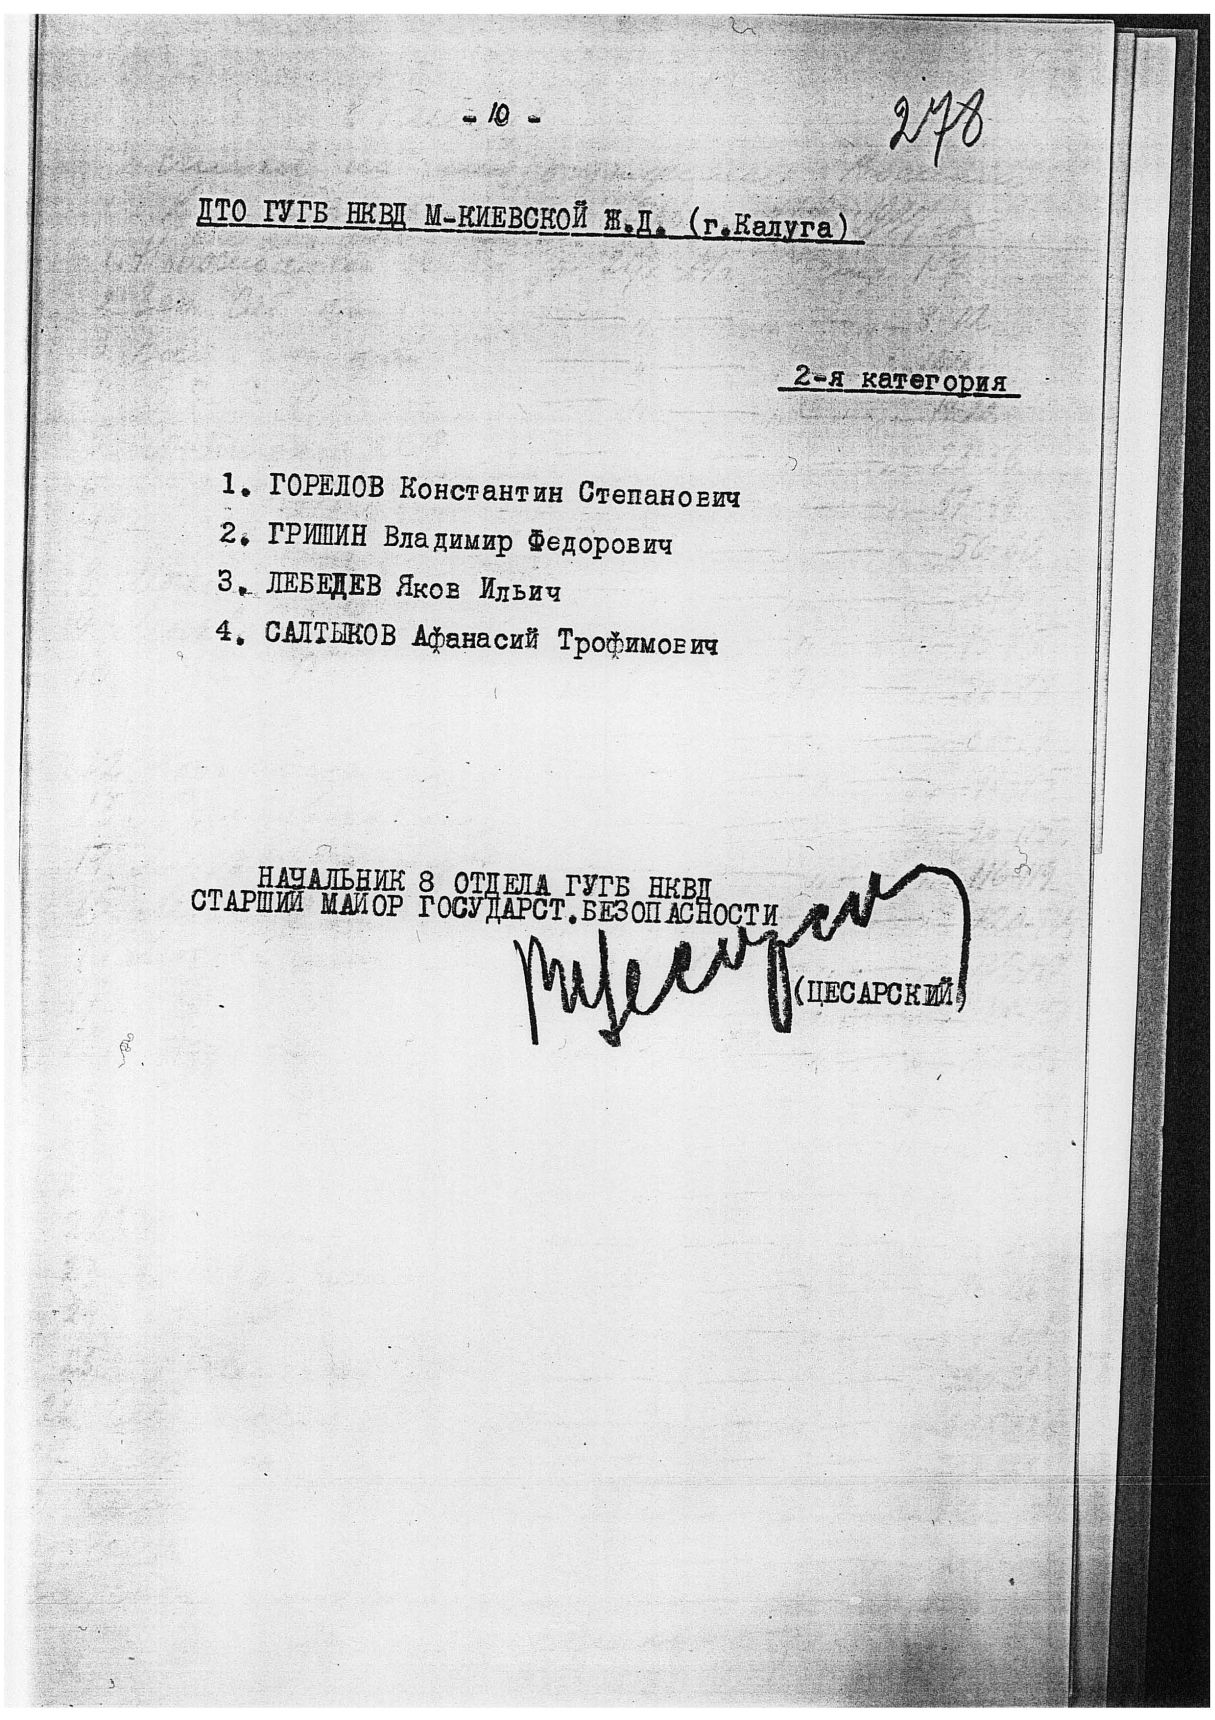 - 10 -
278
ДТО ГУГБ НКВД М-КИЕВСКОЙ Ж.Д. (г.Калуга)
2-я категория
1. ГОРЕЛОВ Константин Степанович
2. ГРИШИН Владимир Федорович
3. ЛЕБЕДЕВ Яков Ильич
4. САЛТЫКОВ Афанасий Трофимович
НАЧАЛЬНИК 8 ОТДЕЛА ГУГБ НКВД
СТАРШИЙ МАЙОР ГОСУДАРСТ.БЕЗОПАСНОСТИ
(ЦЕСАРСКИЙ)